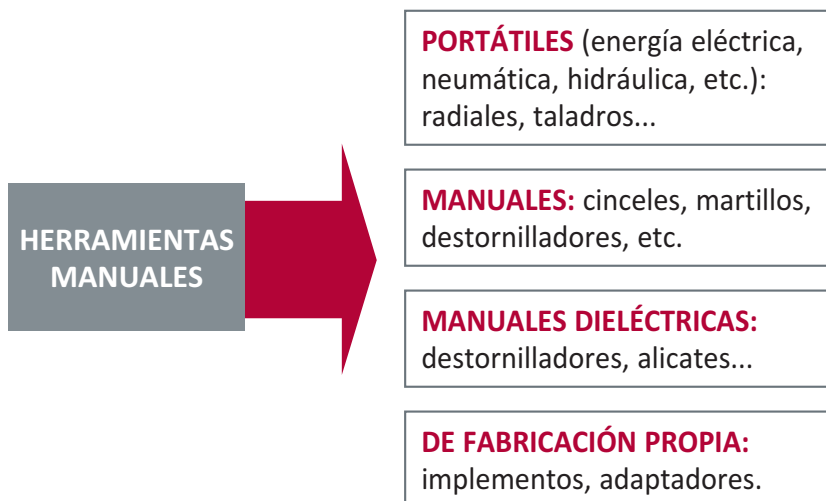 HERRAMIENTAS
MANUALES
PORTÁTILES (energía eléctrica,
neumática, hidráulica, etc.):
radiales, taladros...
MANUALES: cinceles, martillos,
destornilladores, etc.
MANUALES DIELÉCTRICAS:
destornilladores, alicates...
DE FABRICACIÓN PROPIA:
implementos, adaptadores.